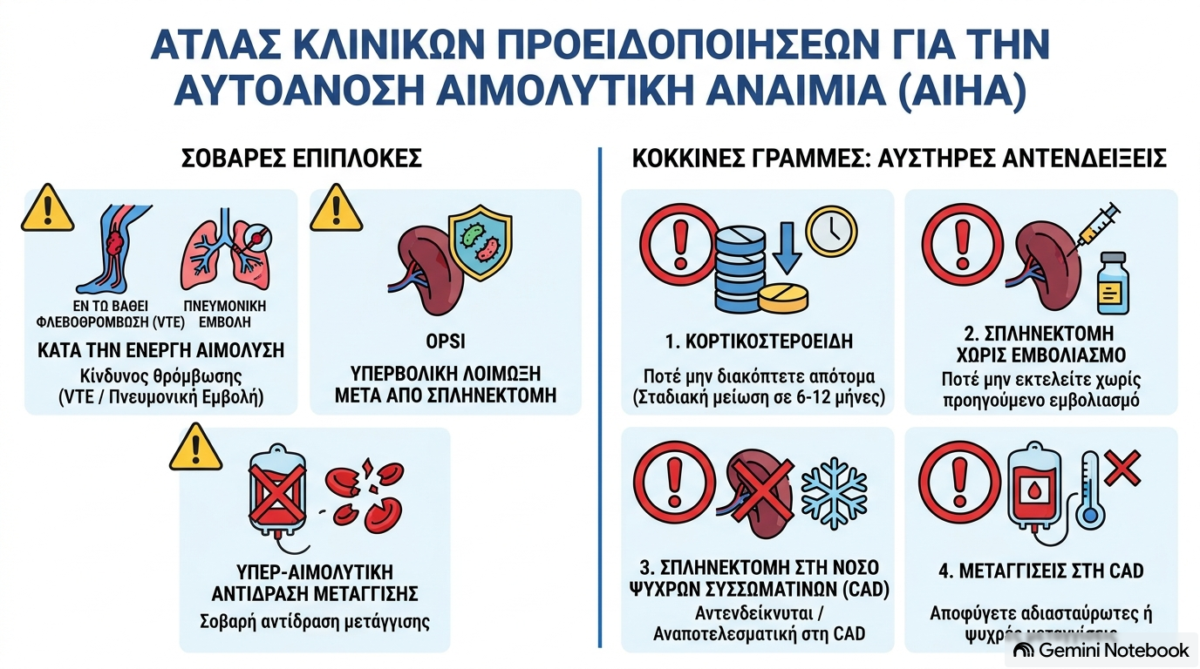 ΑΤΛΑΣ ΚΛΙΝΙΚΩΝ ΠΡΟΕΙΔΟΠΟΙΗΣΕΩΝ ΓΙΑ ΤΗΝ
ΑΥΤΟΑΝΟΣΗ ΑΙΜΟΛΥΤΙΚΗ ΑΝΑΙΜΙΑ (AIHA)
ΣΟΒΑΡΕΣ ΕΠΙΠΛΟΚΕΣ
ΕΝ ΤΩ ΒΑΘΕΙ
ΦΛΕΒΟΘΡΟΜΒΩΣΗ (VTE)
ΠΝΕΥΜΟΝΙΚΗ
ΕΜΒΟΛΗ
ΚΑΤΑ ΤΗΝ ΕΝΕΡΓΗ ΑΙΜΟΛΥΣΗ
Κίνδυνος θρόμβωσης
(VTE / Πνευμονική Εμβολή)
OPSI
ΥΠΕΡΒΟΛΙΚΗ ΛΟΙΜΩΞΗ
ΜΕΤΑ ΑΠΟ ΣΠΛΗΝΕΚΤΟΜΗ
ΥΠΕΡ-ΑΙΜΟΛΥΤΙΚΗ
ΑΝΤΙΔΡΑΣΗ ΜΕΤΑΓΓΙΣΗΣ
Σοβαρή αντίδραση μετάγγισης
ΚΟΚΚΙΝΕΣ ΓΡΑΜΜΕΣ: ΑΥΣΤΗΡΕΣ ΑΝΤΕΝΔΕΙΞΕΙΣ
1. ΚΟΡΤΙΚΟΣΤΕΡΟΕΙΔΗ
Ποτέ μην διακόπτετε απότομα
(Σταδιακή μείωση σε 6-12 μήνες)
2. ΣΠΛΗΝΕΚΤΟΜΗ
ΧΩΡΙΣ ΕΜΒΟΛΙΑΣΜΟ
Ποτέ μην εκτελείτε χωρίς
προηγούμενο εμβολιασμό
3. ΣΠΛΗΝΕΚΤΟΜΗ ΣΤΗ ΝΟΣΟ
ΨΥΧΡΩΝ ΣΥΣΣΩΜΑΤΙΝΩΝ (CAD)
Αντενδείκνυται /
Αναποτελεσματική στη CAD
4. ΜΕΤΑΓΓΙΣΕΙΣ ΣΤΗ CAD
Αποφύγετε αδιασταύρωτες ή
ψυχρές μεταγγίσεις
Gemini Notebook